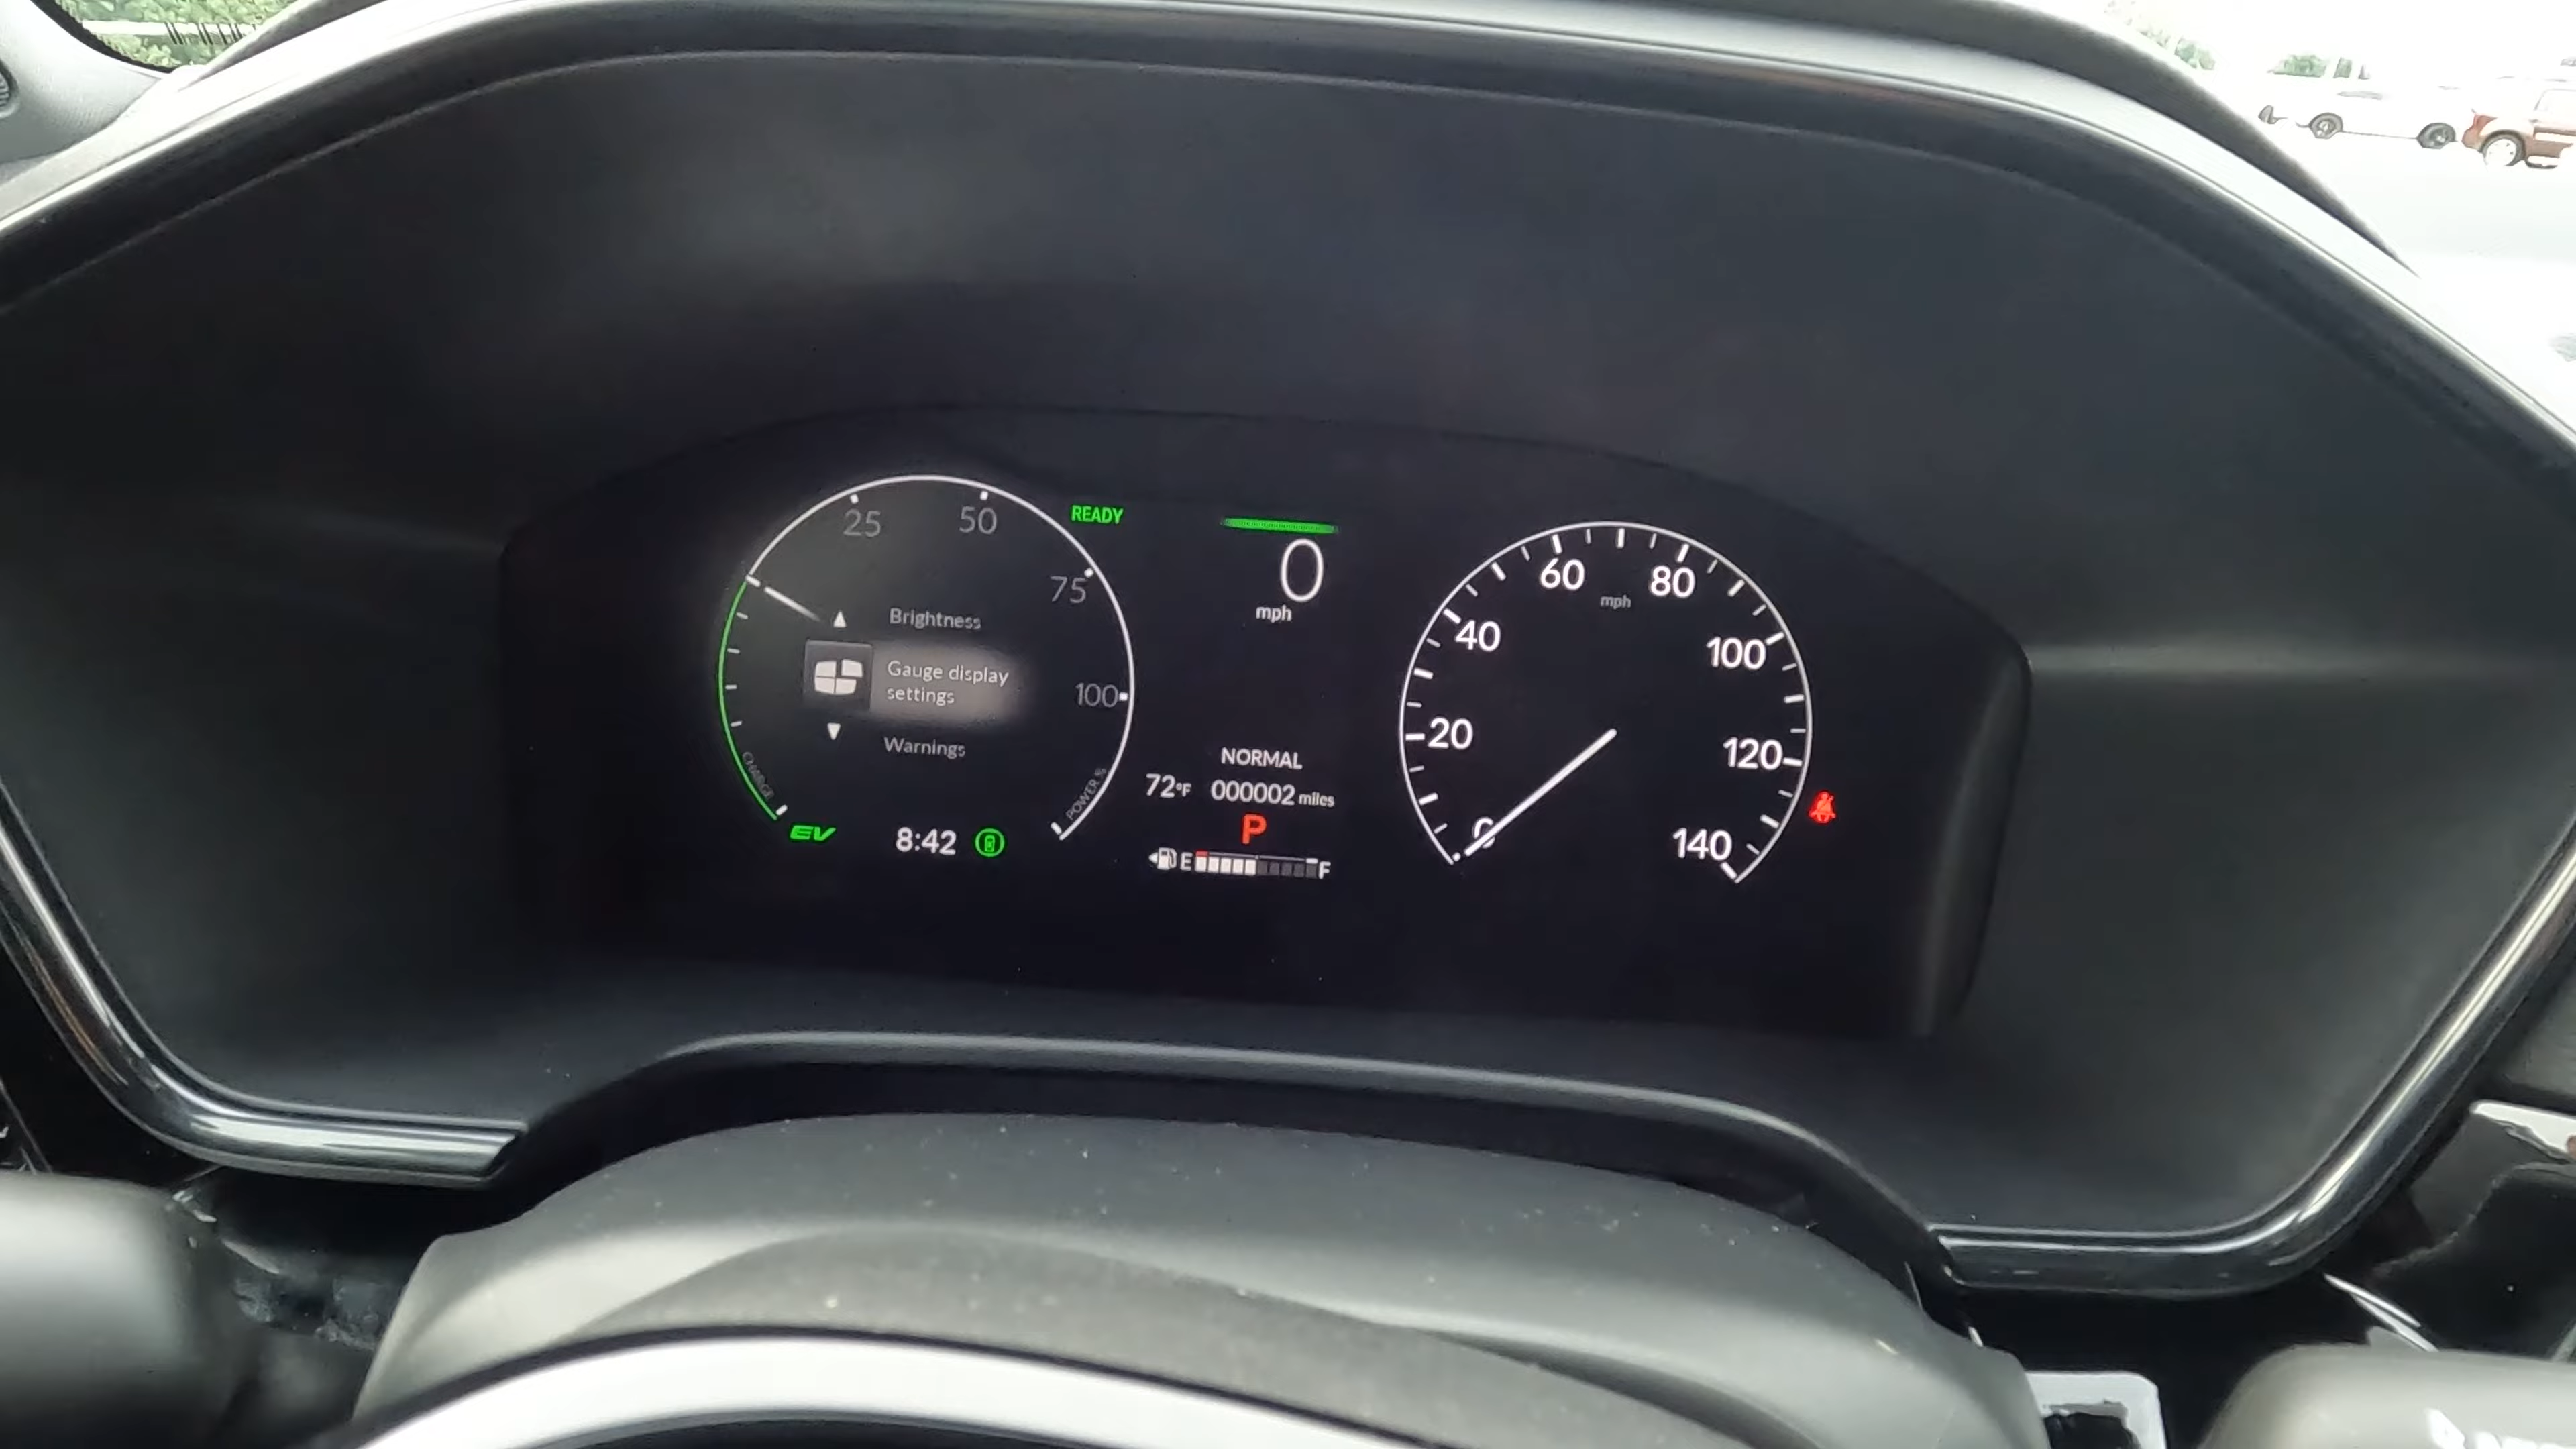 25
50
75
100
Brightness
Gauge display
settings
Warnings
CHARGE
POWER %
EV
8:42
READY
0
mph
NORMAL
72°F 000002 miles
P
E F
0
20
40
60
80
100
120
140
mph